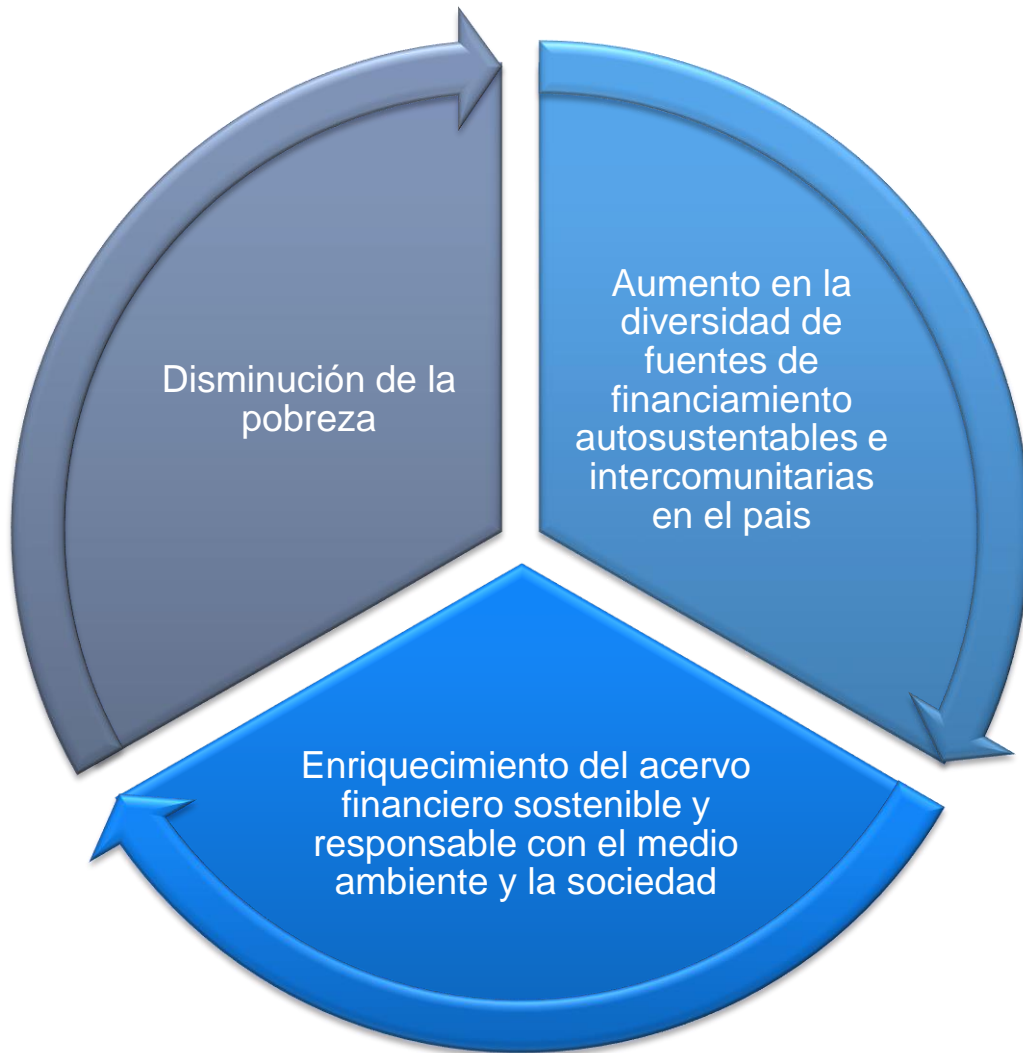 Aumento en la
diversidad de
fuentes de
financiamiento
autosustentables e
intercomunitarias
en el pais
Enriquecimiento del acervo
financiero sostenible y
responsable con el medio
ambiente y la sociedad
Disminución de la
pobreza